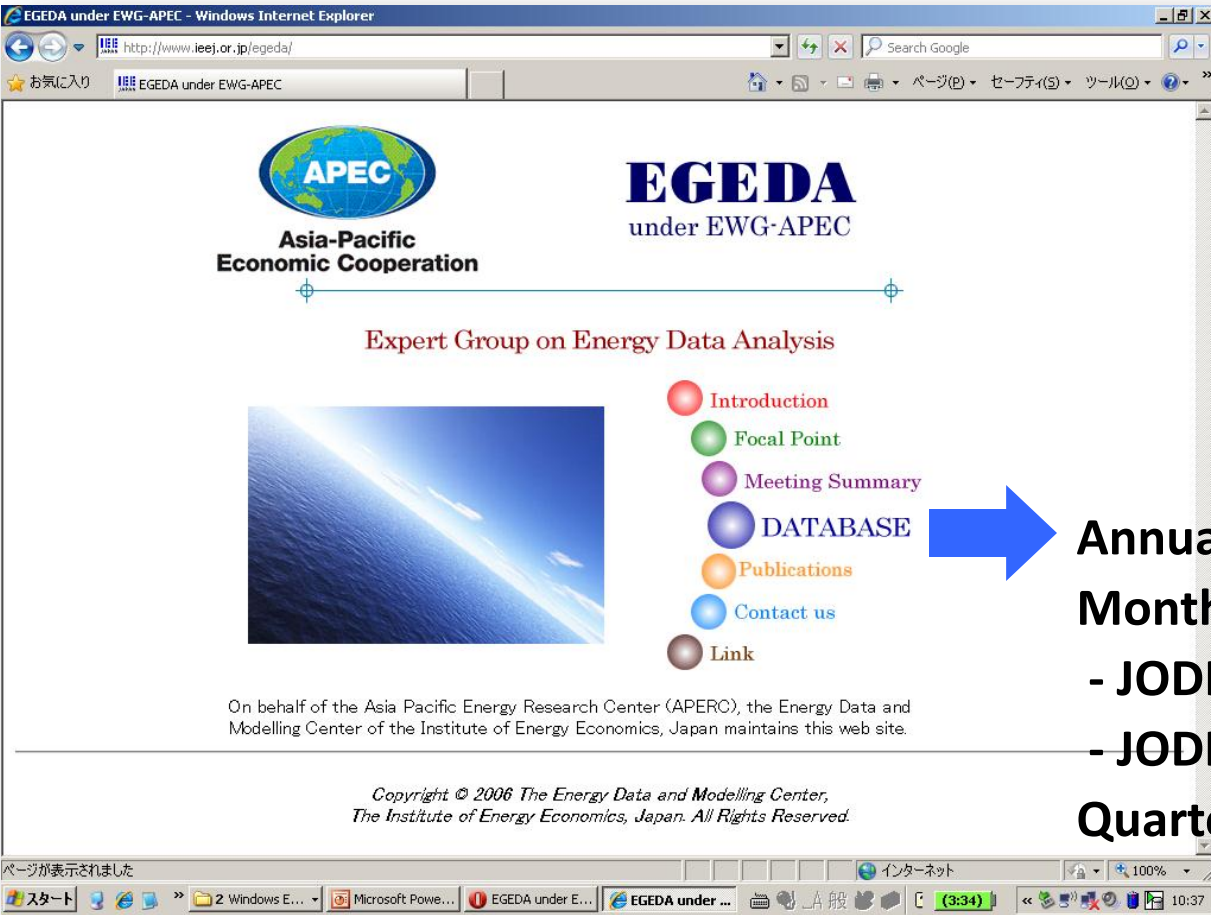 EGEDA under EWG-APEC - Windows Internet Explorer
http://www.ieej.or.jp/egeda/
Search Google
お気に入り
EGEDA under EWG-APEC
ページ(P) セーフティ(S) ツール(O)
APEC
Asia-Pacific
Economic Cooperation
EGEDA
under EWG-APEC
Expert Group on Energy Data Analysis
Introduction
Focal Point
Meeting Summary
DATABASE
Publications
Contact us
Link
Annua
Month
- JODI
- JODI
Quarte
On behalf of the Asia Pacific Energy Research Center (APERC), the Energy Data and
Modelling Center of the Institute of Energy Economics, Japan maintains this web site.
Copyright © 2006 The Energy Data and Modelling Center,
The Institute of Energy Economics, Japan. All Rights Reserved.
ページが表示されました
インターネット
100%
スタート
2 Windows E...
Microsoft Powe...
EGEDA under E...
EGEDA under ...
A 般
(3:34)
10:37